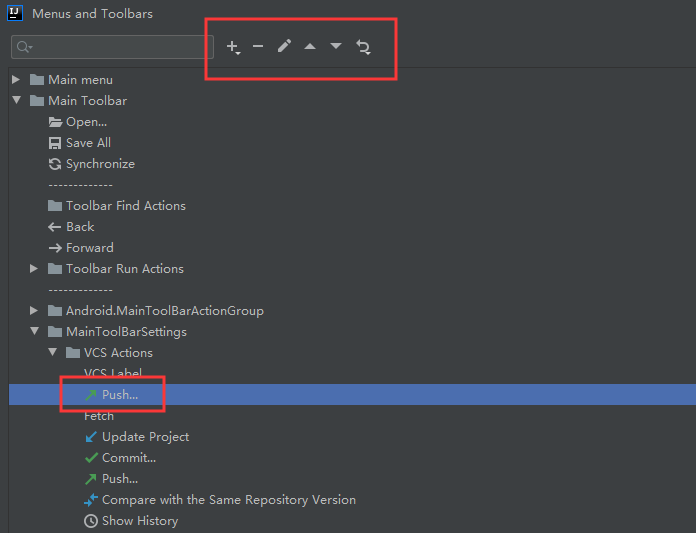 IJ Menus and Toolbars
Main menu
Main Toolbar
Open...
Save All
Synchronize
-------------
Toolbar Find Actions
Back
Forward
Toolbar Run Actions
-------------
Android.MainToolBarActionGroup
MainToolBarSettings
VCS Actions
VCS Label
Push...
Fetch
Update Project
Commit...
Push...
Compare with the Same Repository Version
Show History